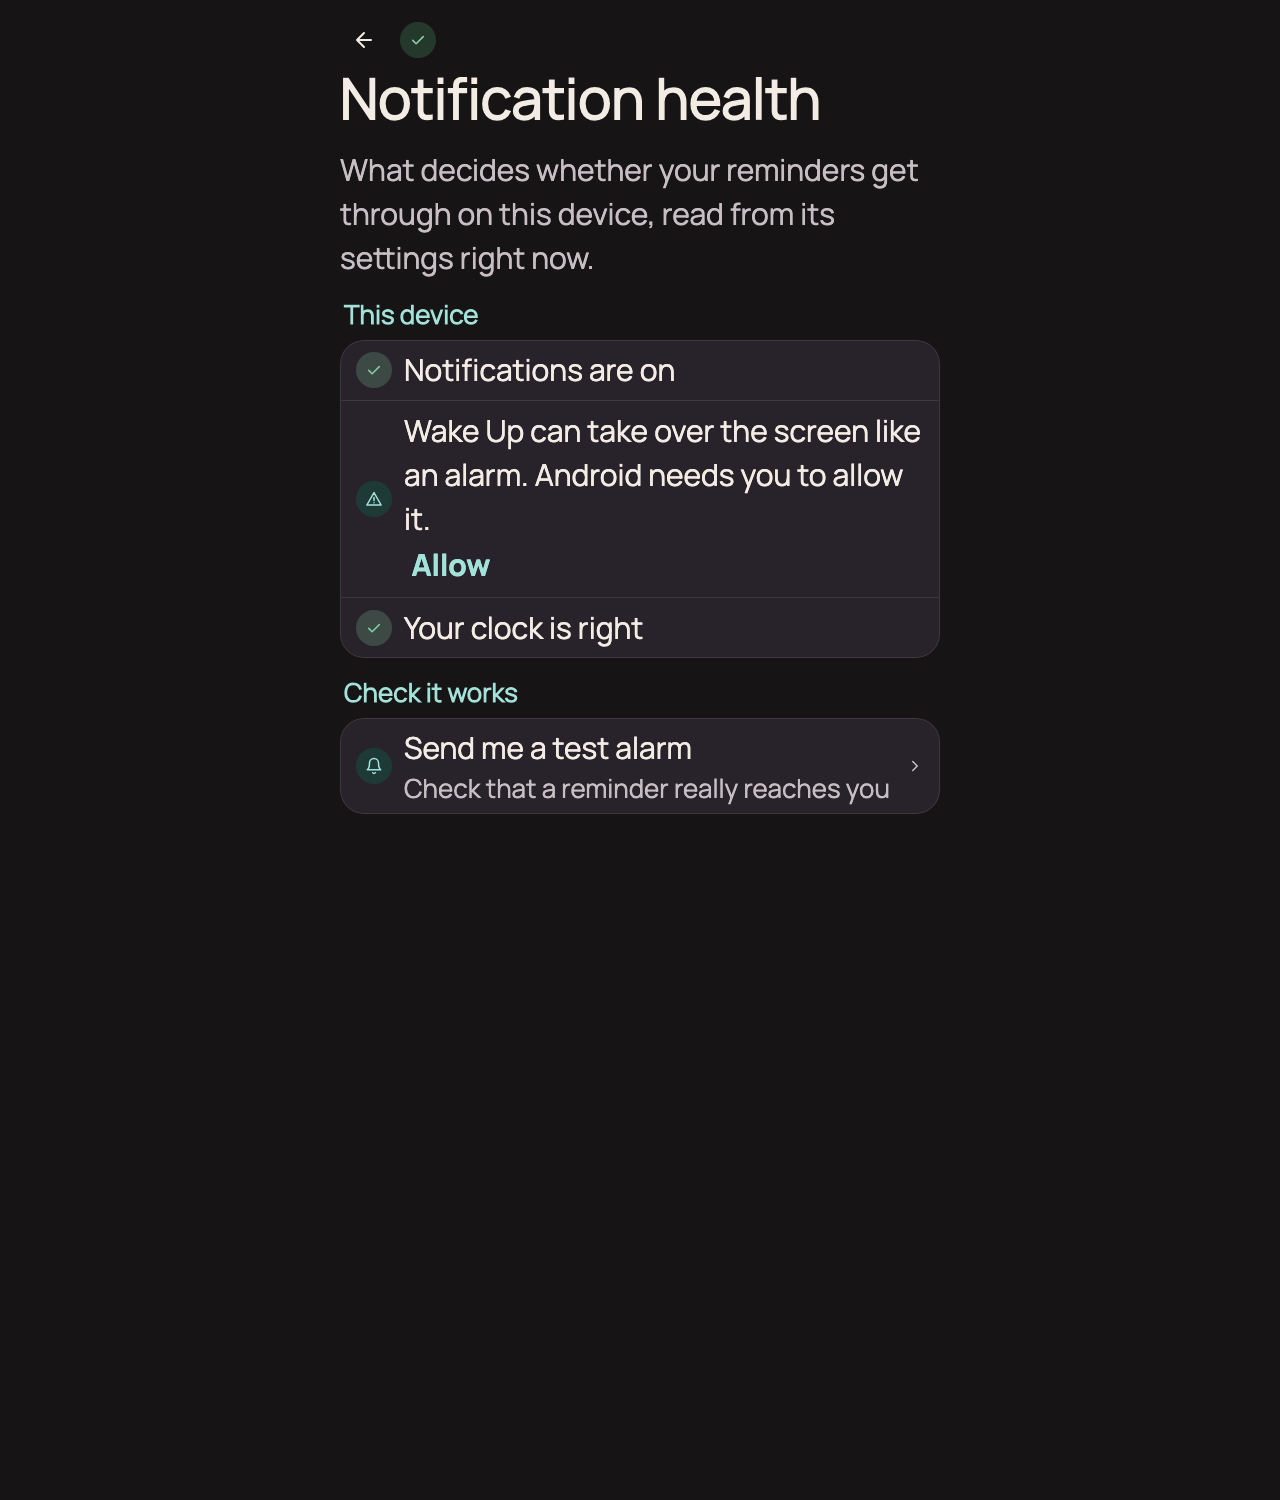 Notification health
What decides whether your reminders get
through on this device, read from its
settings right now.
This device
Notifications are on
Wake Up can take over the screen like
an alarm. Android needs you to allow
it.
Allow
Your clock is right
Check it works
Send me a test alarm
Check that a reminder really reaches you